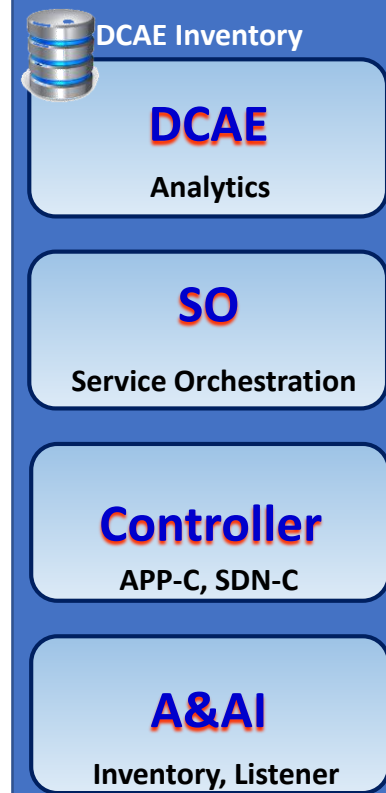 DCAE Inventory
DCAE
Analytics
SO
Service Orchestration
Controller
APP-C, SDN-C
A&AI
Inventory, Listener